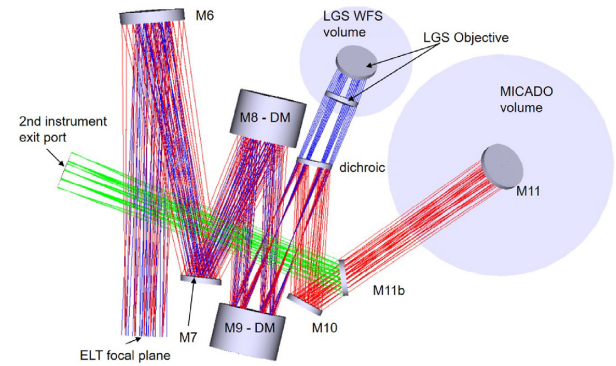 M6
LGS WFS
volume
LGS Objective
MICADO
volume
M8 - DM
2nd instrument
exit port
dichroic
M11
M11b
M7
M9 - DM
M10
ELT focal plane